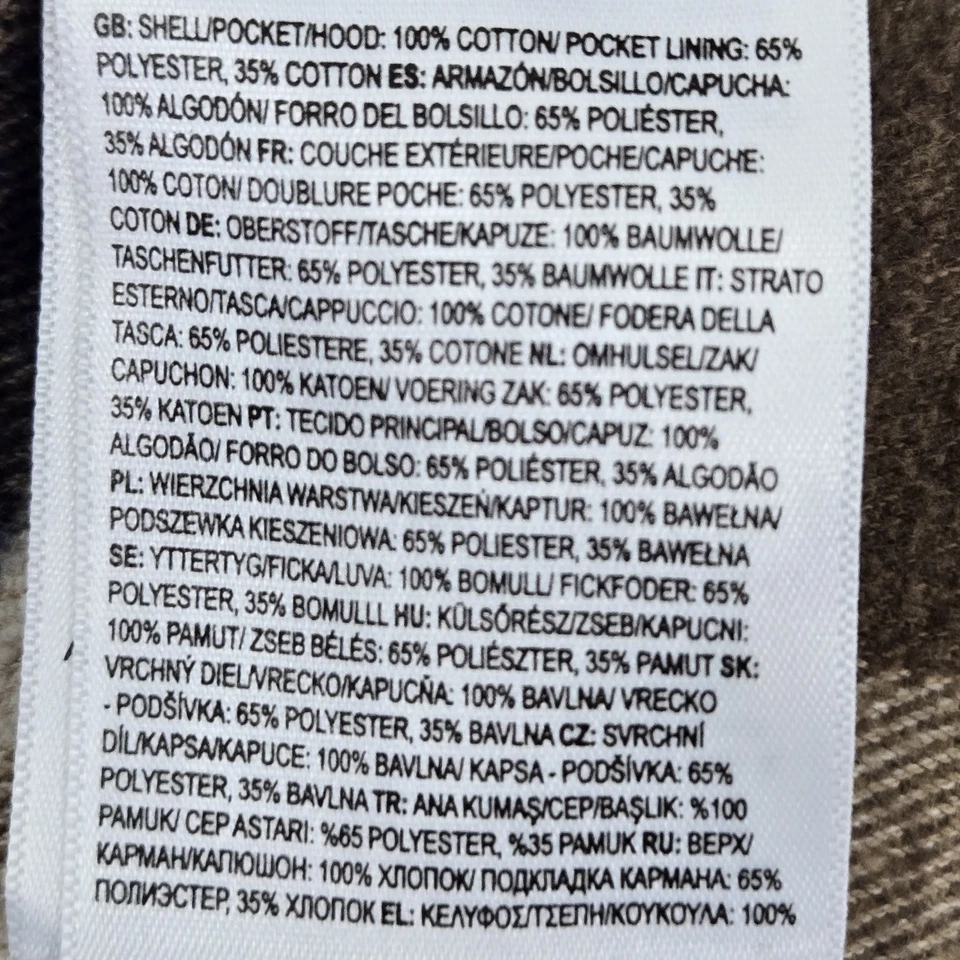 GB: SHELL/POCKET/HOOD: 100% COTTON/ POCKET LINING: 65%
POLYESTER, 35% COTTON ES: ARMAZÓN/BOLSILLO/CAPUCHA:
100% ALGODÓN/ FORRO DEL BOLSILLO: 65% POLIÉSTER,
35% ALGODÓN FR: COUCHE EXTÉRIEURE/POCHE/CAPUCHE:
100% COTON/ DOUBLURE POCHE: 65% POLYESTER, 35%
COTON DE: OBERSTOFF/TASCHE/KAPUZE: 100% BAUMWOLLE/
TASCHENFUTTER: 65% POLYESTER, 35% BAUMWOLLE IT: STRATO
ESTERNO/TASCA/CAPPUCCIO: 100% COTONE/ FODERA DELLA
TASCA: 65% POLIESTERE, 35% COTONE NL: OMHULSEL/ZAK/
CAPUCHON: 100% KATOEN/ VOERING ZAK: 65% POLYESTER,
35% KATOEN PT: TECIDO PRINCIPAL/BOLSO/CAPUZ: 100%
ALGODÃO/ FORRO DO BOLSO: 65% POLIÉSTER, 35% ALGODÃO
PL: WIERZCHNIA WARSTWA/KIESZEŃ/KAPTUR: 100% BAWEŁNA/
PODSZEWKA KIESZENIOWA: 65% POLIESTER, 35% BAWEŁNA
SE: YTTERTYG/FICKA/LUVA: 100% BOMULL/ FICKFODER: 65%
POLYESTER, 35% BOMULLL HU: KÜLSŐRÉSZ/ZSEB/KAPUCNI:
100% PAMUT/ ZSEB BÉLÉS: 65% POLIÉSZTER, 35% PAMUT SK:
VRCHNÝ DIEL/VRECKO/KAPUCŇA: 100% BAVLNA/ VRECKO
- PODŠÍVKA: 65% POLYESTER, 35% BAVLNA CZ: SVRCHNÍ
DÍL/KAPSA/KAPUCE: 100% BAVLNA/ KAPSA - PODŠÍVKA: 65%
POLYESTER, 35% BAVLNA TR: ANA KUMAŞ/CEP/BAŞLIK: %100
PAMUK/ CEP ASTARI: %65 POLYESTER, %35 PAMUK RU: ВЕРХ/
КАРМАН/КАПЮШОН: 100% ХЛОПОК/ ПОДКЛАДКА КАРМАНА: 65%
ПОЛИЭСТЕР, 35% ХЛОПОК EL: ΚΕΛΥΦΟΣ/ΤΣΕΠΗ/ΚΟΥΚΟΥΛΑ: 100%